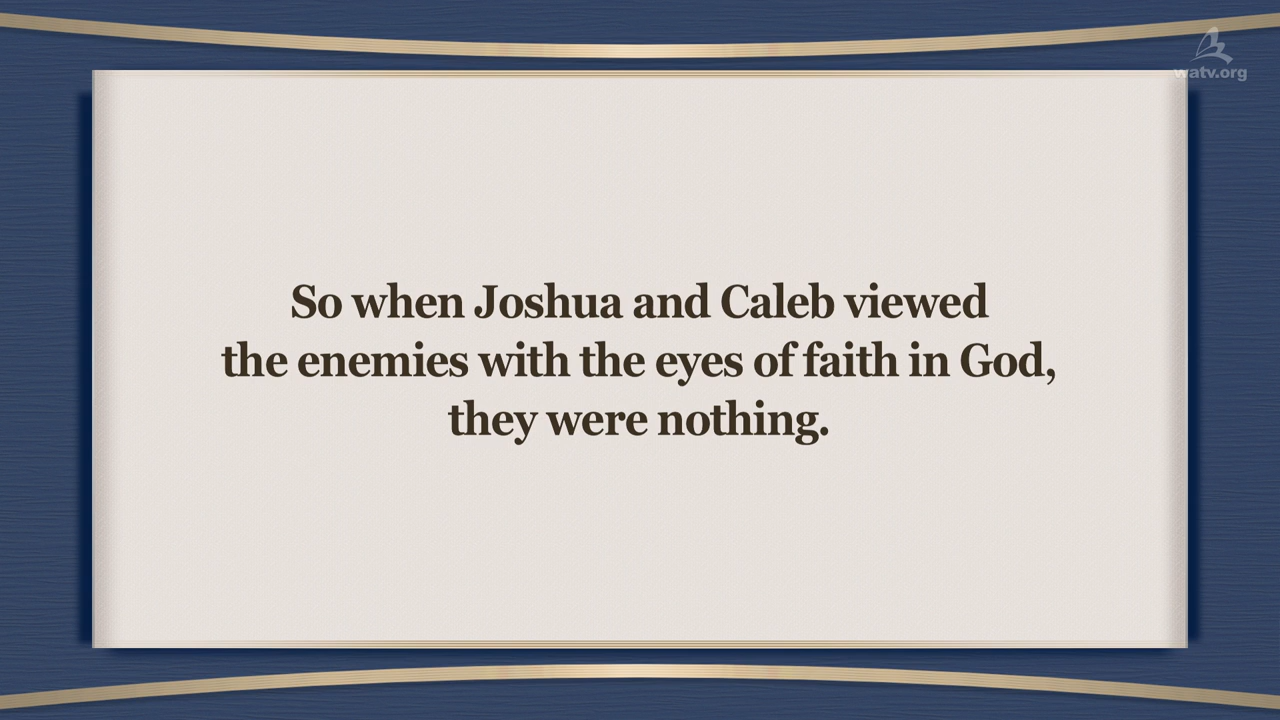 watv.org
So when Joshua and Caleb viewed
the enemies with the eyes of faith in God,
they were nothing.